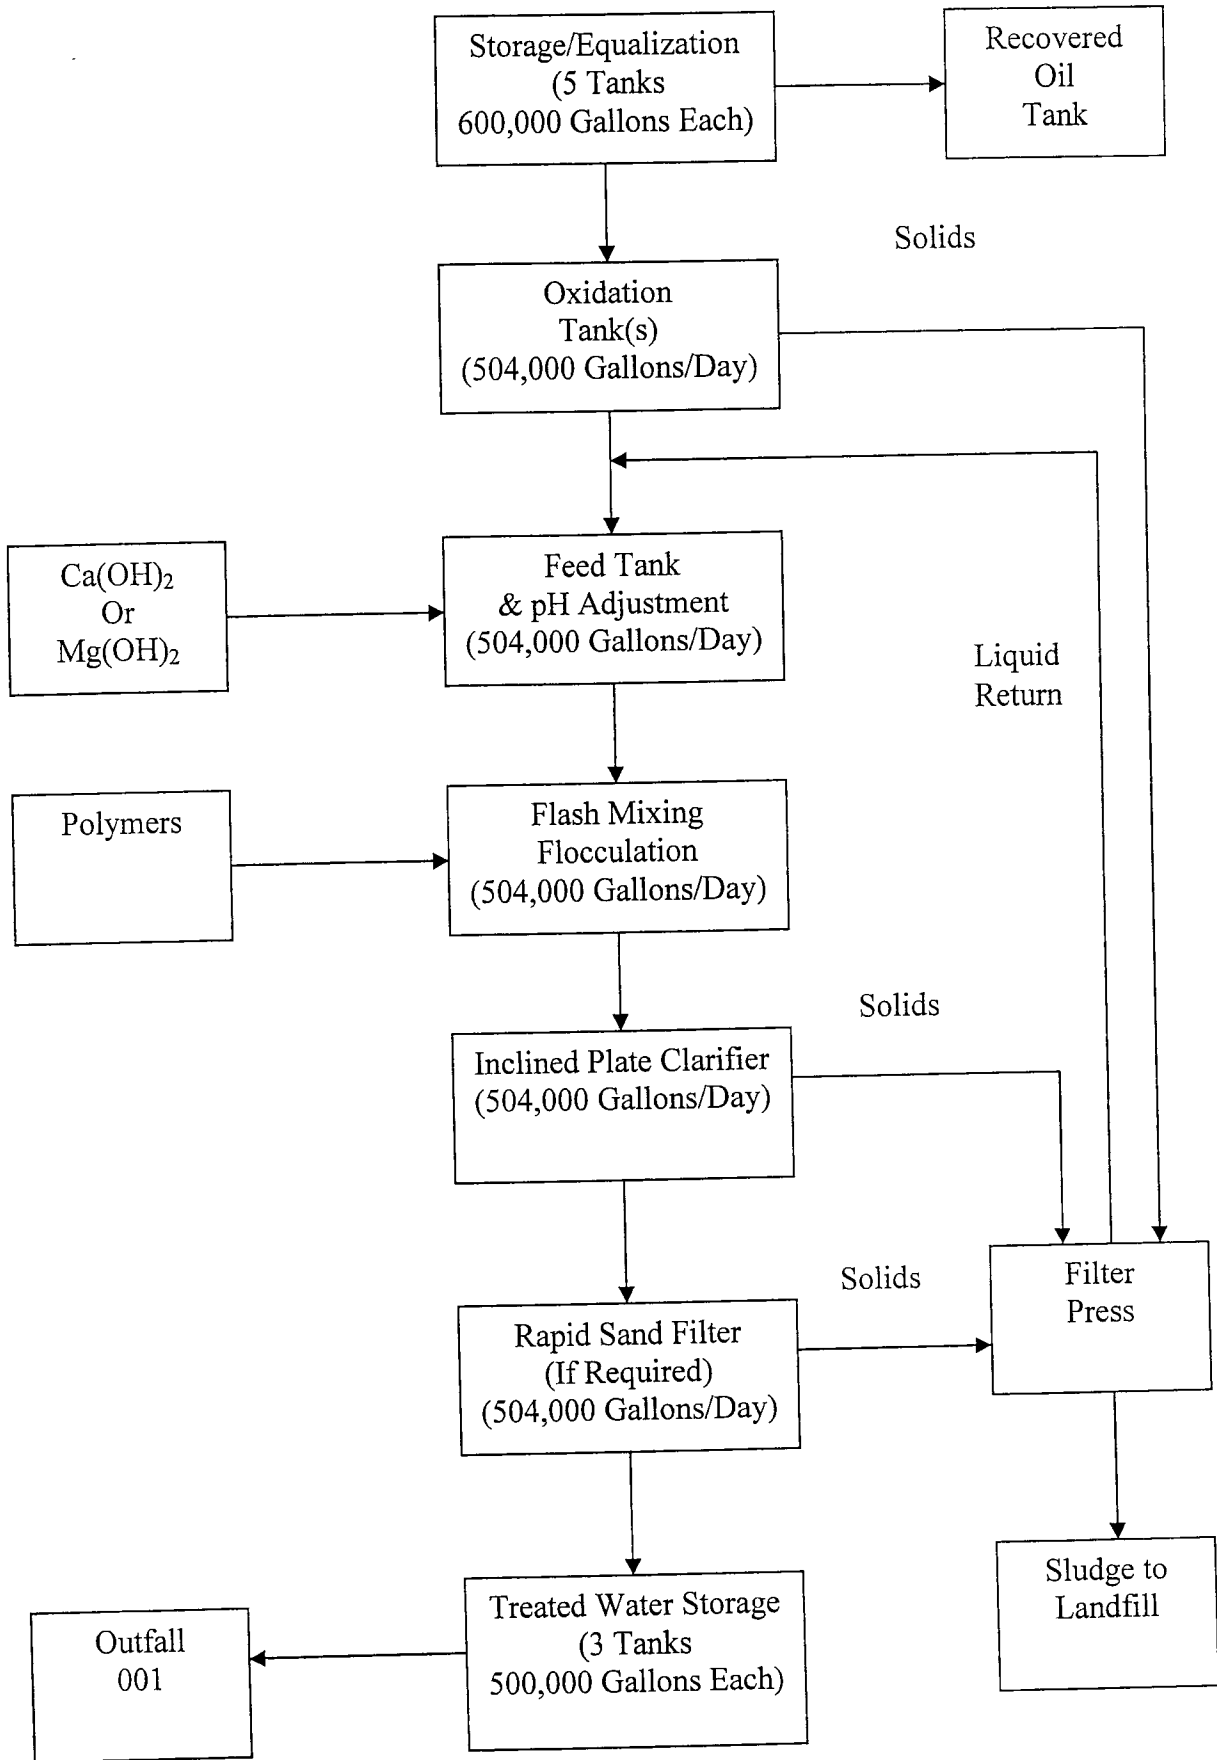 Storage/Equalization
(5 Tanks
600,000 Gallons Each)
Recovered
Oil
Tank
Solids
Oxidation
Tank(s)
(504,000 Gallons/Day)
Ca(OH)₂
Or
Mg(OH)₂
Feed Tank
& pH Adjustment
(504,000 Gallons/Day)
Liquid
Return
Polymers
Flash Mixing
Flocculation
(504,000 Gallons/Day)
Solids
Inclined Plate Clarifier
(504,000 Gallons/Day)
Solids
Filter
Press
Rapid Sand Filter
(If Required)
(504,000 Gallons/Day)
Sludge to
Landfill
Treated Water Storage
(3 Tanks
500,000 Gallons Each)
Outfall
001